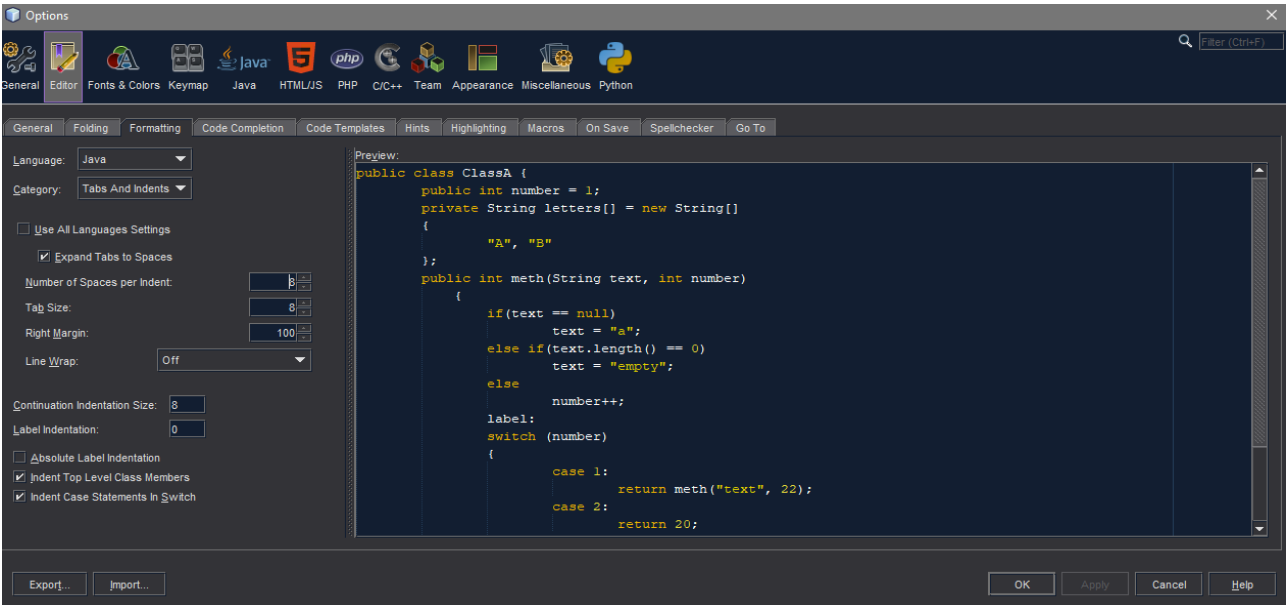 Options
Filter (Ctrl+F)
General Editor Fonts & Colors Keymap Java HTML/JS PHP C/C++ Team Appearance Miscellaneous Python
General Folding Formatting Code Completion Code Templates Hints Highlighting Macros On Save Spellchecker Go To
Language: Java
Category: Tabs And Indents
Use All Languages Settings
Expand Tabs to Spaces
Number of Spaces per Indent: 8
Tab Size: 8
Right Margin: 100
Line Wrap: Off
Continuation Indentation Size: 8
Label Indentation: 0
Absolute Label Indentation
Indent Top Level Class Members
Indent Case Statements In Switch
Preview:
public class ClassA {
public int number = 1;
private String letters[] = new String[]
{
"A", "B"
};
public int meth(String text, int number)
{
if(text == null)
text = "a";
else if(text.length() == 0)
text = "empty";
else
number++;
label:
switch (number)
{
case 1:
return meth("text", 22);
case 2:
return 20;
Export... Import... OK Apply Cancel Help